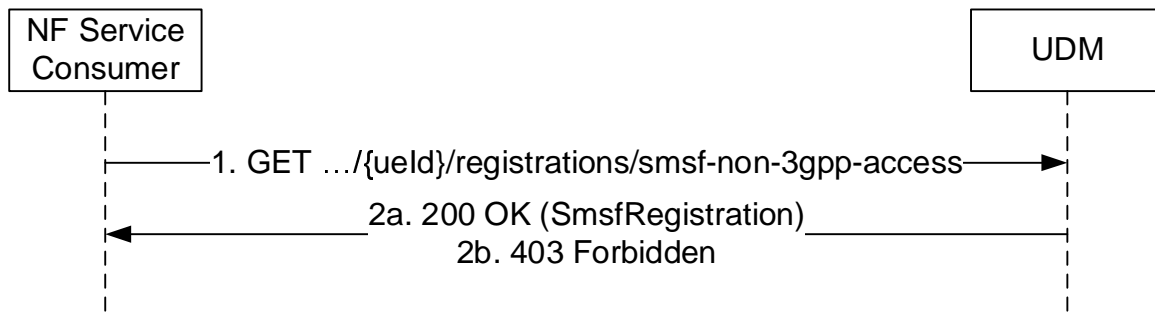 NF Service
Consumer
UDM
1. GET …/{ueId}/registrations/smsf-non-3gpp-access
2a. 200 OK (SmsfRegistration)
2b. 403 Forbidden